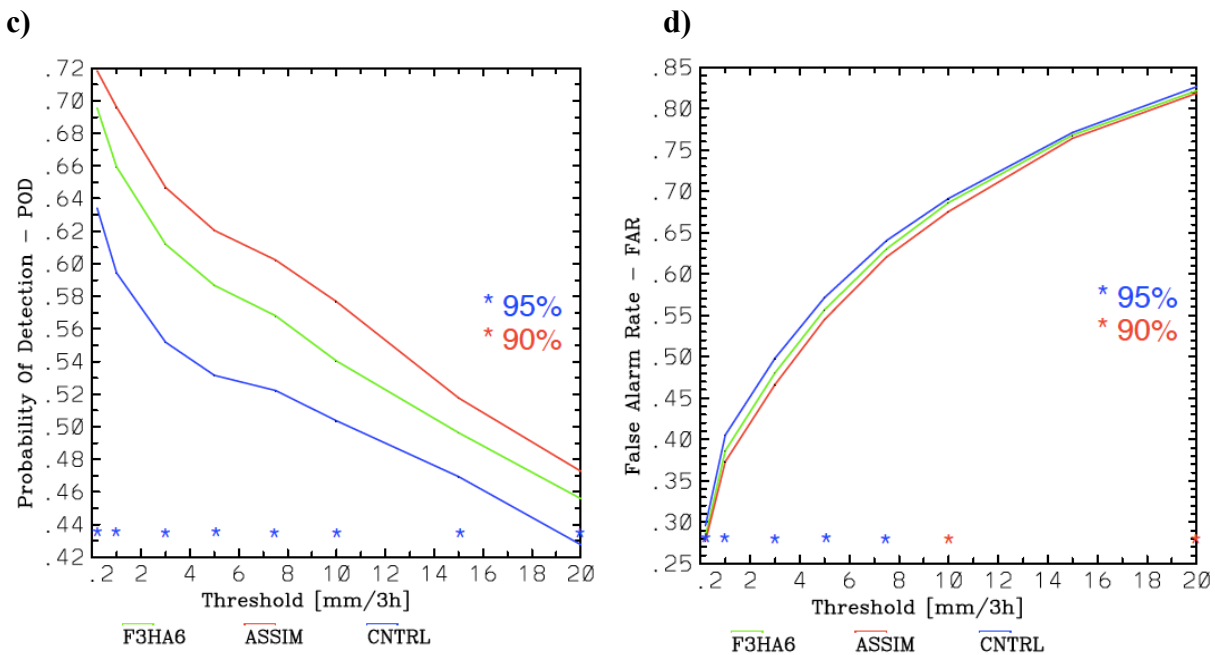 c)
.72
.70
.68
.66
.64
.62
.60
.58
.56
.54
.52
.50
.48
.46
.44
.42
Probability Of Detection - POD
* 95%
* 90%
* * * * * * * *
.2 2 4 6 8 10 12 14 16 18 20
Threshold [mm/3h]
F3HA6 ASSIM CNTRL
d)
.85
.80
.75
.70
.65
.60
.55
.50
.45
.40
.35
.30
.25
False Alarm Rate - FAR
* 95%
* 90%
* * * * * * *
.2 2 4 6 8 10 12 14 16 18 20
Threshold [mm/3h]
F3HA6 ASSIM CNTRL